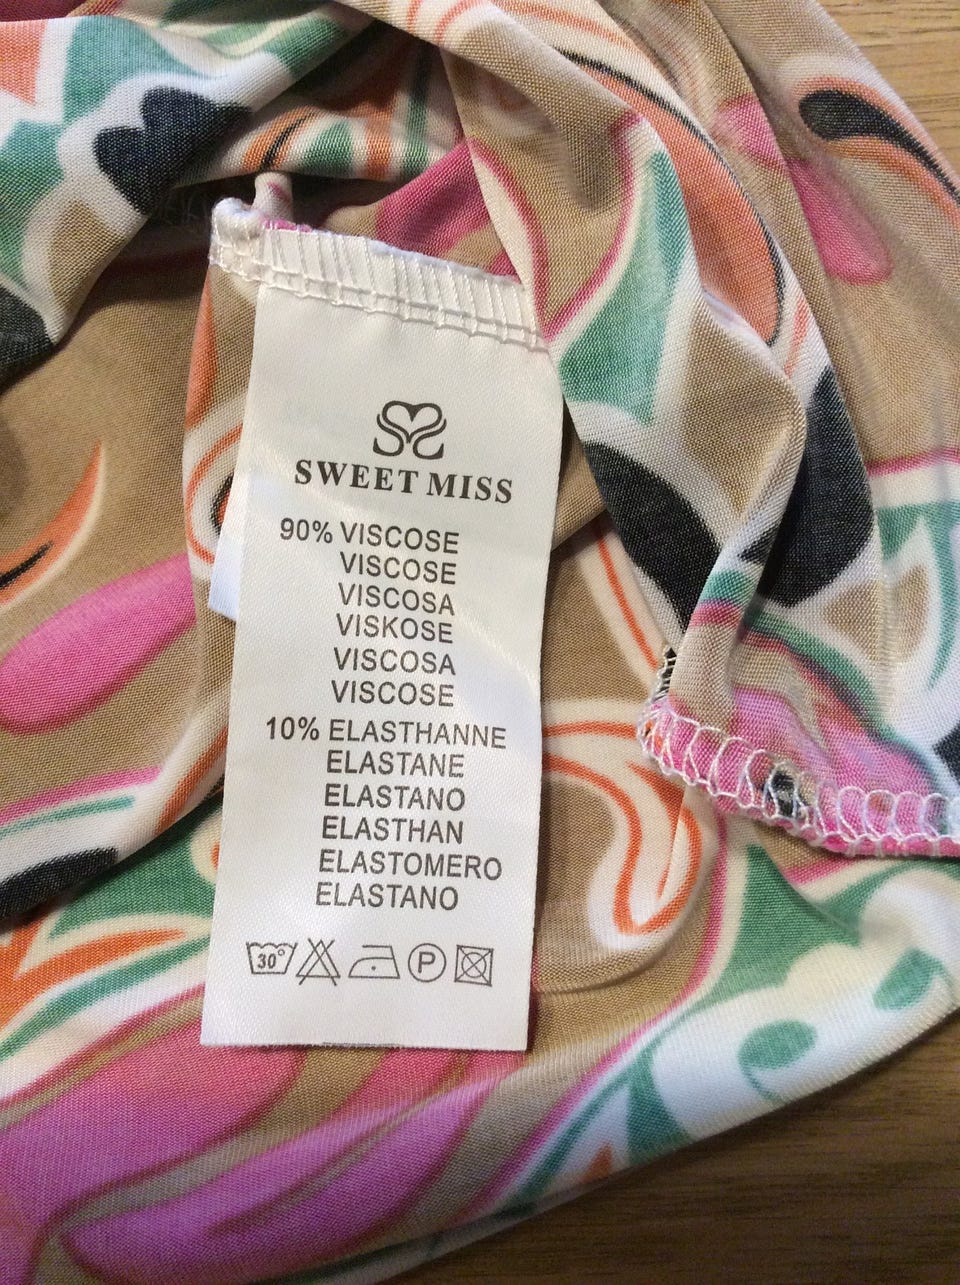 SWEET MISS
90% VISCOSE
VISCOSE
VISCOSA
VISKOSE
VISCOSA
VISCOSE
10% ELASTHANNE
ELASTANE
ELASTANO
ELASTHAN
ELASTOMERO
ELASTANO
30° P